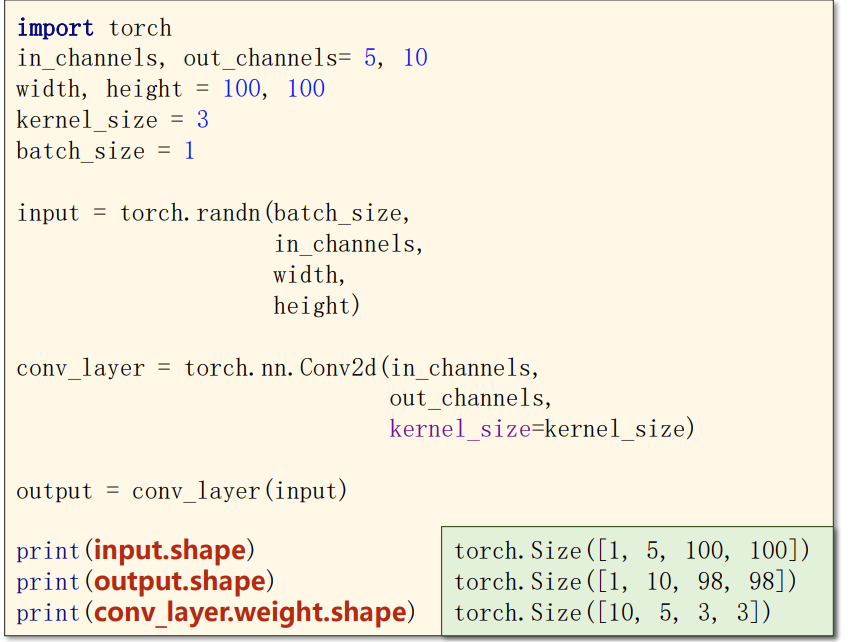 import torch
in_channels, out_channels= 5, 10
width, height = 100, 100
kernel_size = 3
batch_size = 1
input = torch.randn(batch_size,
in_channels,
width,
height)
conv_layer = torch.nn.Conv2d(in_channels,
out_channels,
kernel_size=kernel_size)
output = conv_layer(input)
print(input.shape)
print(output.shape)
print(conv_layer.weight.shape)
torch.Size([1, 5, 100, 100])
torch.Size([1, 10, 98, 98])
torch.Size([10, 5, 3, 3])